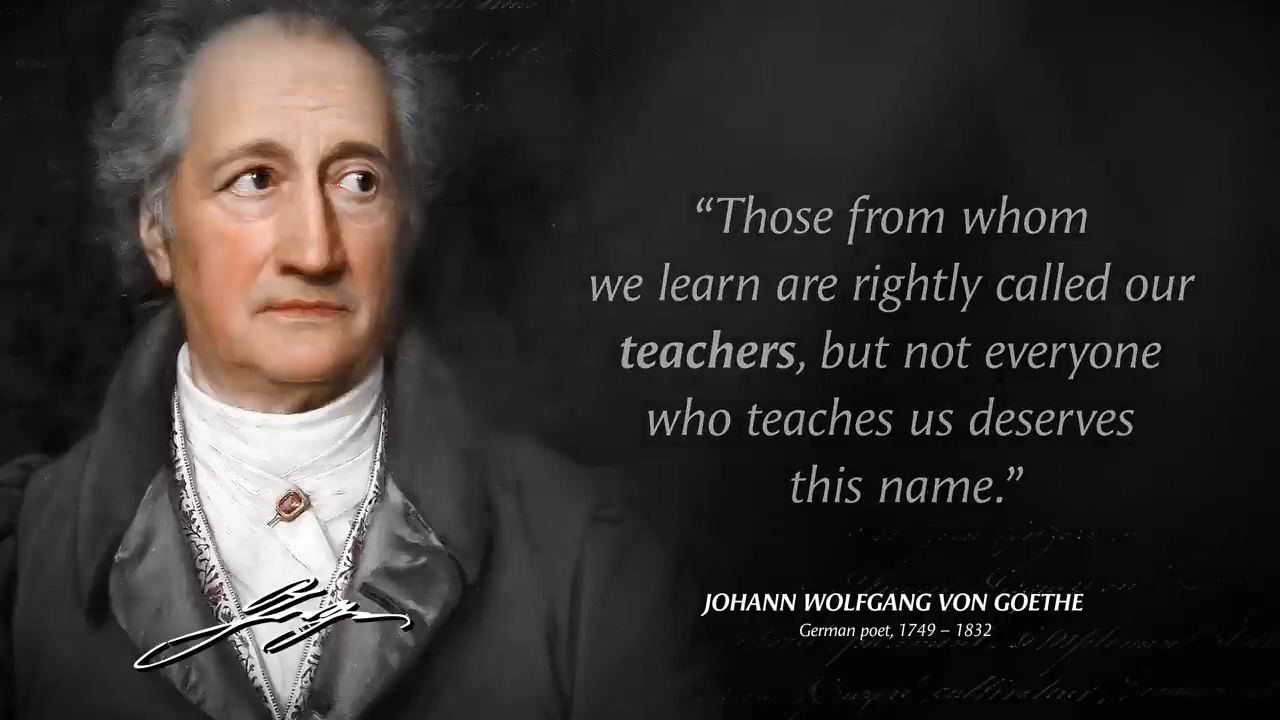 “Those from whom
we learn are rightly called our
teachers, but not everyone
who teaches us deserves
this name.”
JOHANN WOLFGANG VON GOETHE
German poet, 1749 – 1832